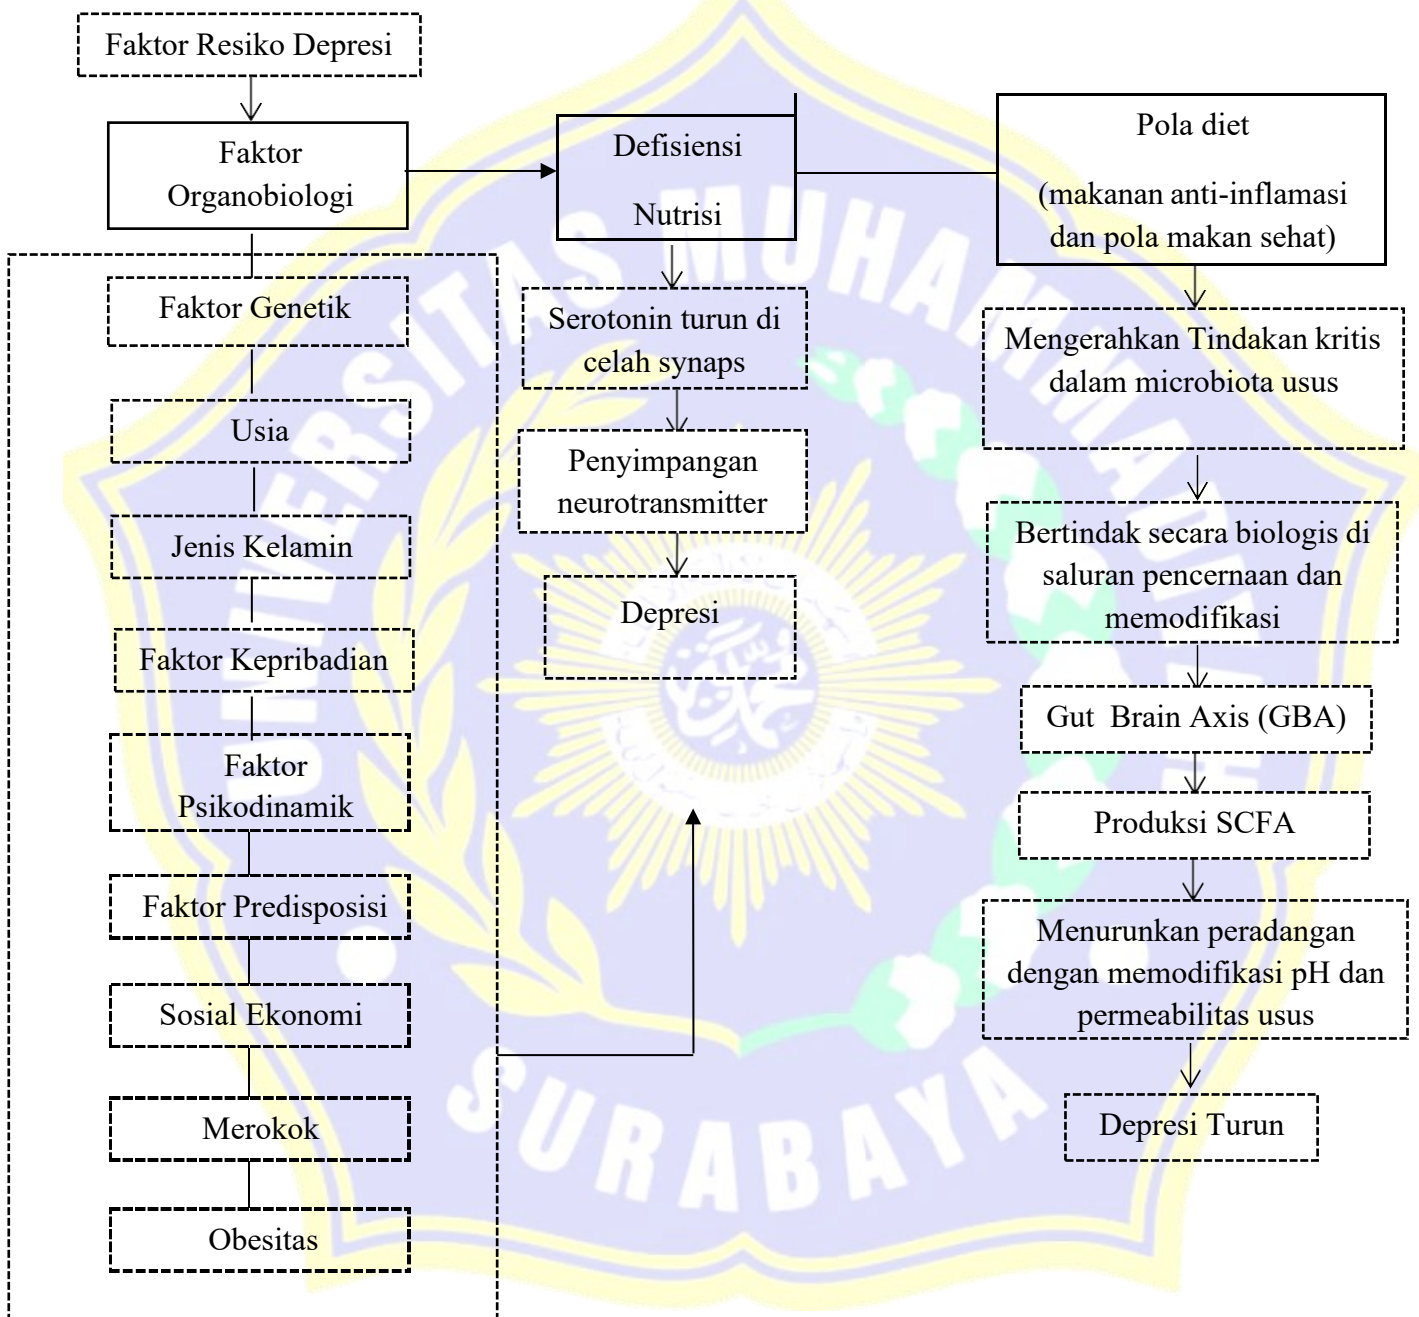 Faktor Resiko Depresi
Faktor
Organobiologi
Faktor Genetik
Usia
Jenis Kelamin
Faktor Kepribadian
Faktor
Psikodinamik
Faktor Predisposisi
Sosial Ekonomi
Merokok
Obesitas
Defisiensi
Nutrisi
Serotonin turun di
celah synaps
Penyimpangan
neurotransmitter
Depresi
Pola diet
(makanan anti-inflamasi
dan pola makan sehat)
Mengerahkan Tindakan kritis
dalam microbiota usus
Bertindak secara biologis di
saluran pencernaan dan
memodifikasi
Gut Brain Axis (GBA)
Produksi SCFA
Menurunkan peradangan
dengan memodifikasi pH dan
permeabilitas usus
Depresi Turun
UNIVERSITAS MUHAMMADIYAH
SURABAYA